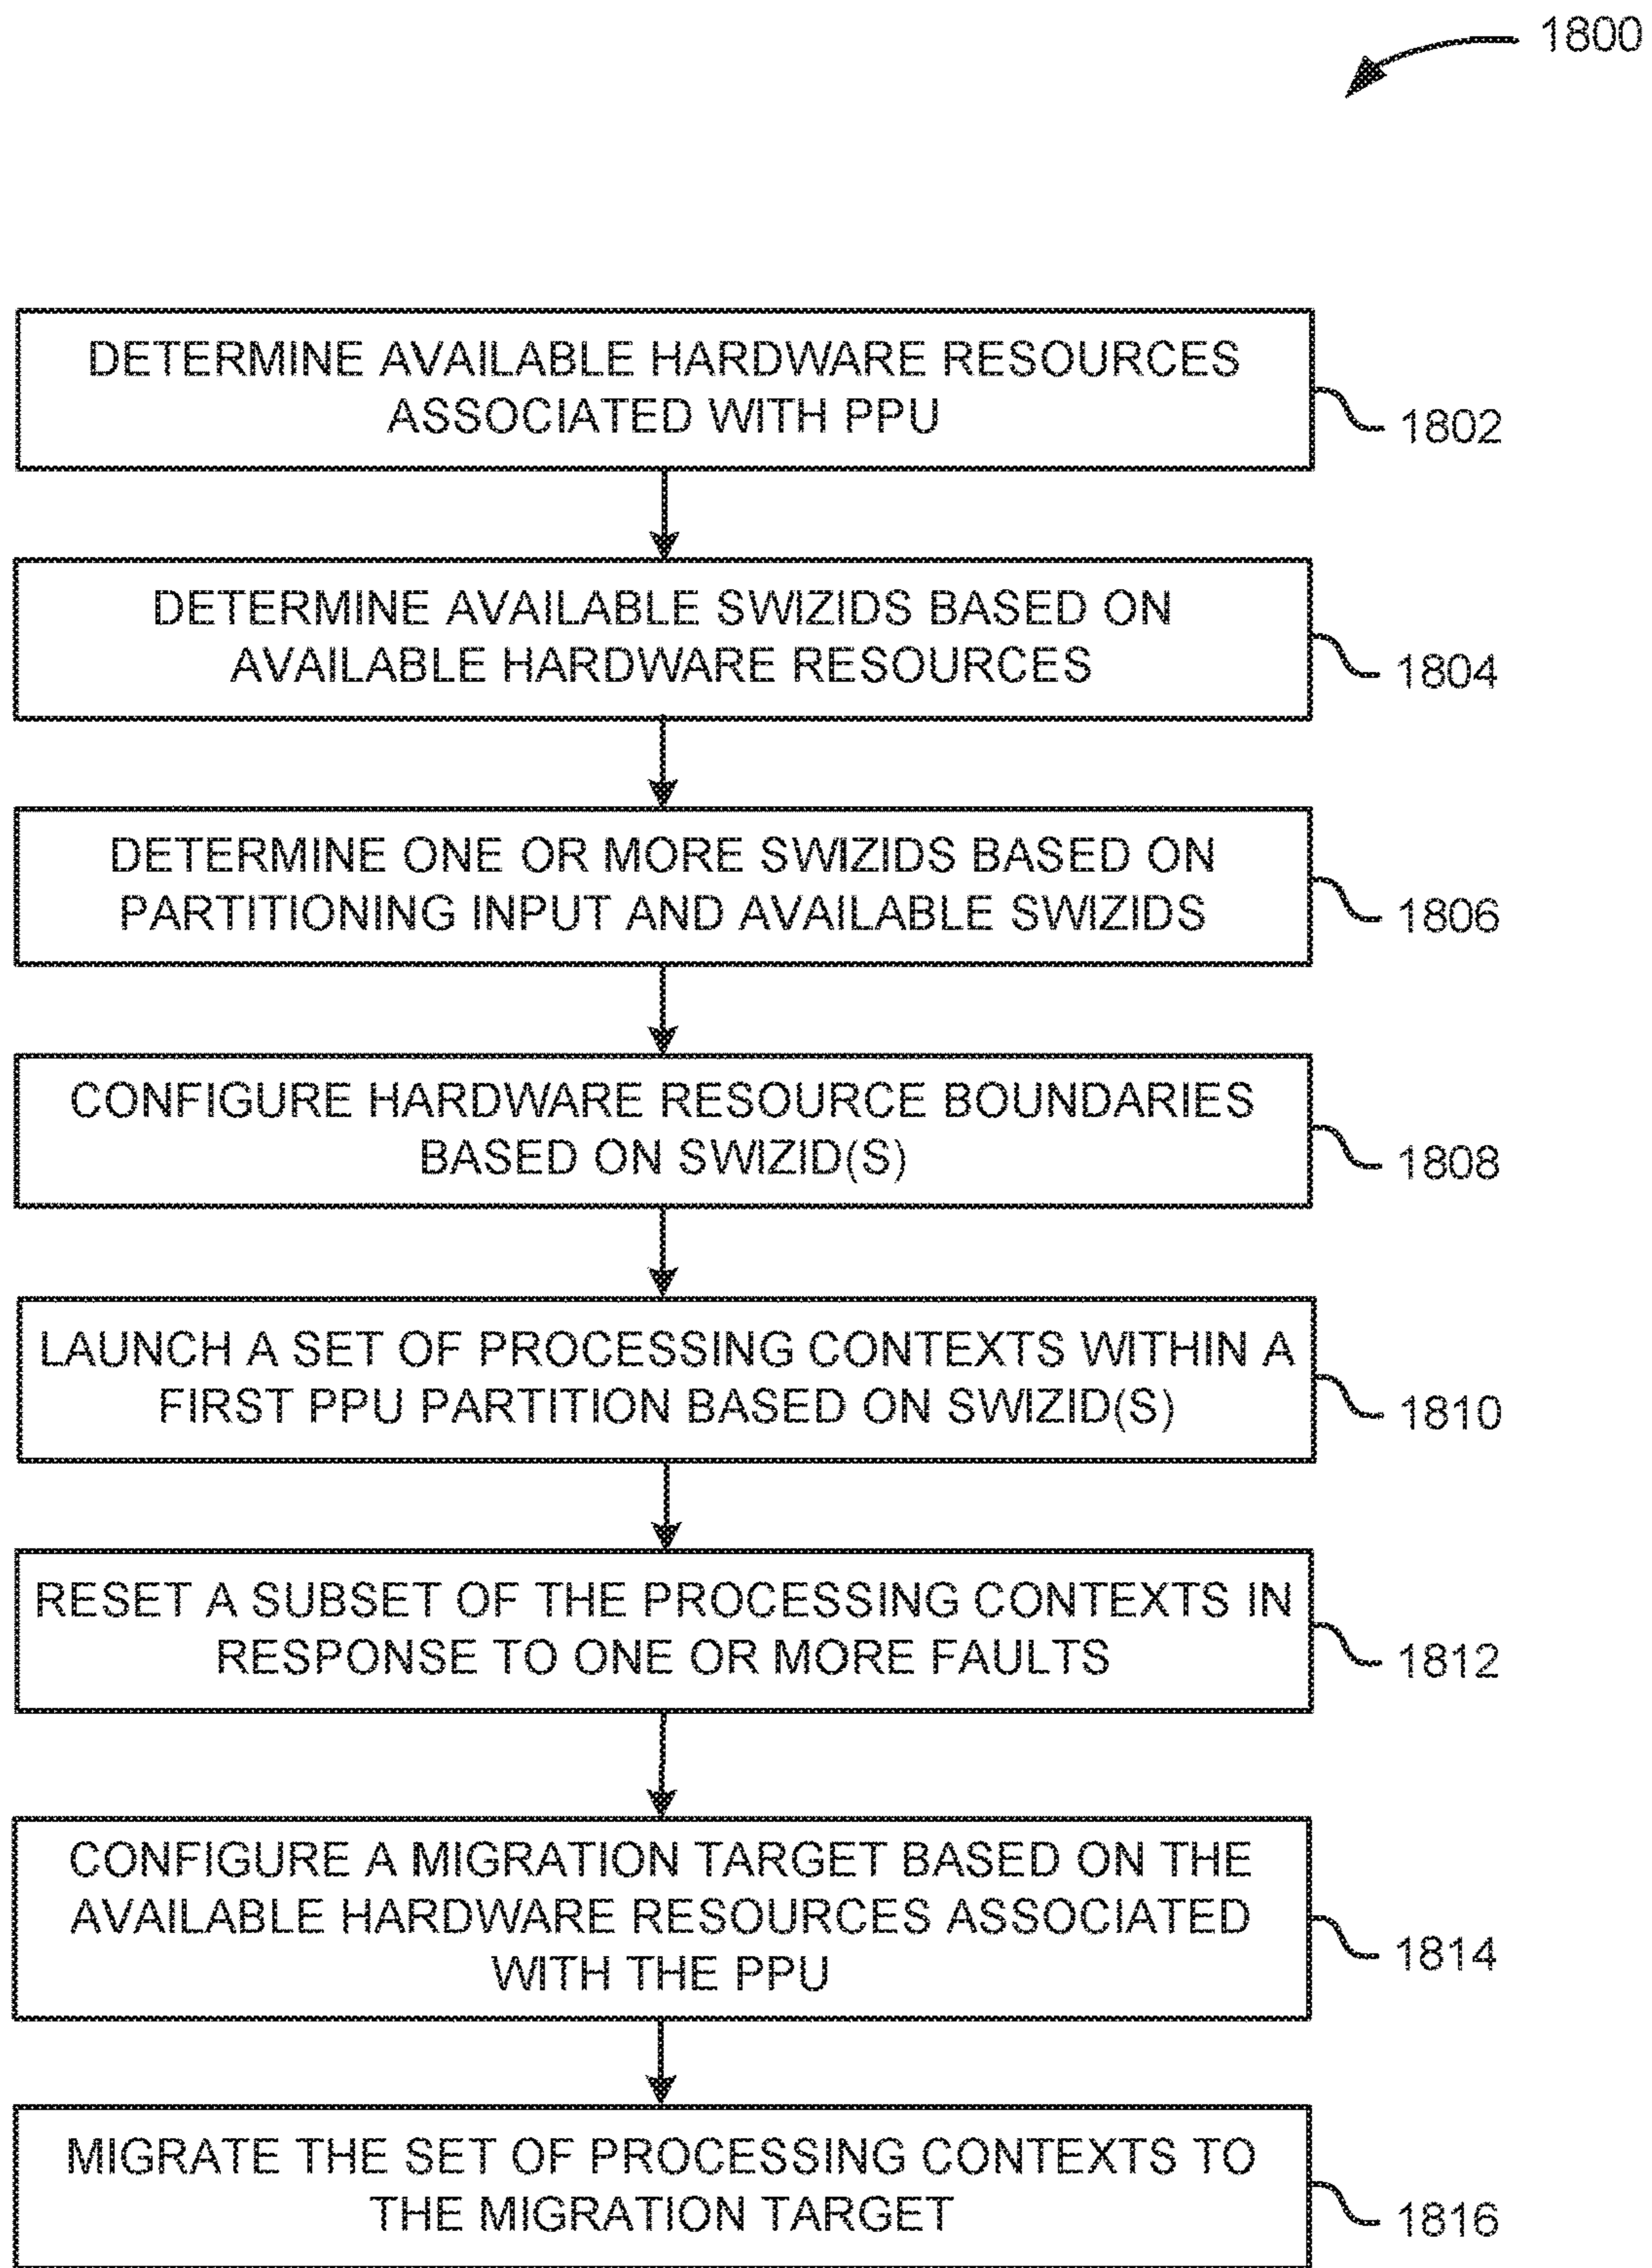 1800
DETERMINE AVAILABLE HARDWARE RESOURCES
ASSOCIATED WITH PPU
1802
DETERMINE AVAILABLE SWIZIDS BASED ON
AVAILABLE HARDWARE RESOURCES
1804
DETERMINE ONE OR MORE SWIZIDS BASED ON
PARTITIONING INPUT AND AVAILABLE SWIZIDS
1806
CONFIGURE HARDWARE RESOURCE BOUNDARIES
BASED ON SWIZID(S)
1808
LAUNCH A SET OF PROCESSING CONTEXTS WITHIN A
FIRST PPU PARTITION BASED ON SWIZID(S)
1810
RESET A SUBSET OF THE PROCESSING CONTEXTS IN
RESPONSE TO ONE OR MORE FAULTS
1812
CONFIGURE A MIGRATION TARGET BASED ON THE
AVAILABLE HARDWARE RESOURCES ASSOCIATED
WITH THE PPU
1814
MIGRATE THE SET OF PROCESSING CONTEXTS TO
THE MIGRATION TARGET
1816